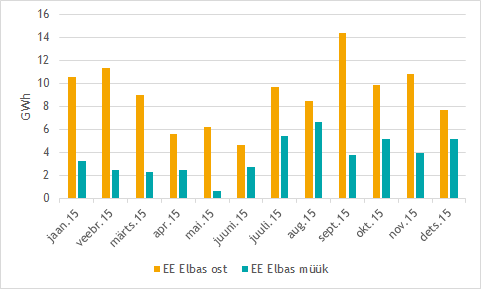 16
14
12
10
8
6
4
2
0
GWh
jaan.15
veebr.15
märts.15
apr.15
mai.15
juuni.15
juuli.15
aug.15
sept.15
okt.15
nov.15
dets.15
EE Elbas ost EE Elbas müük